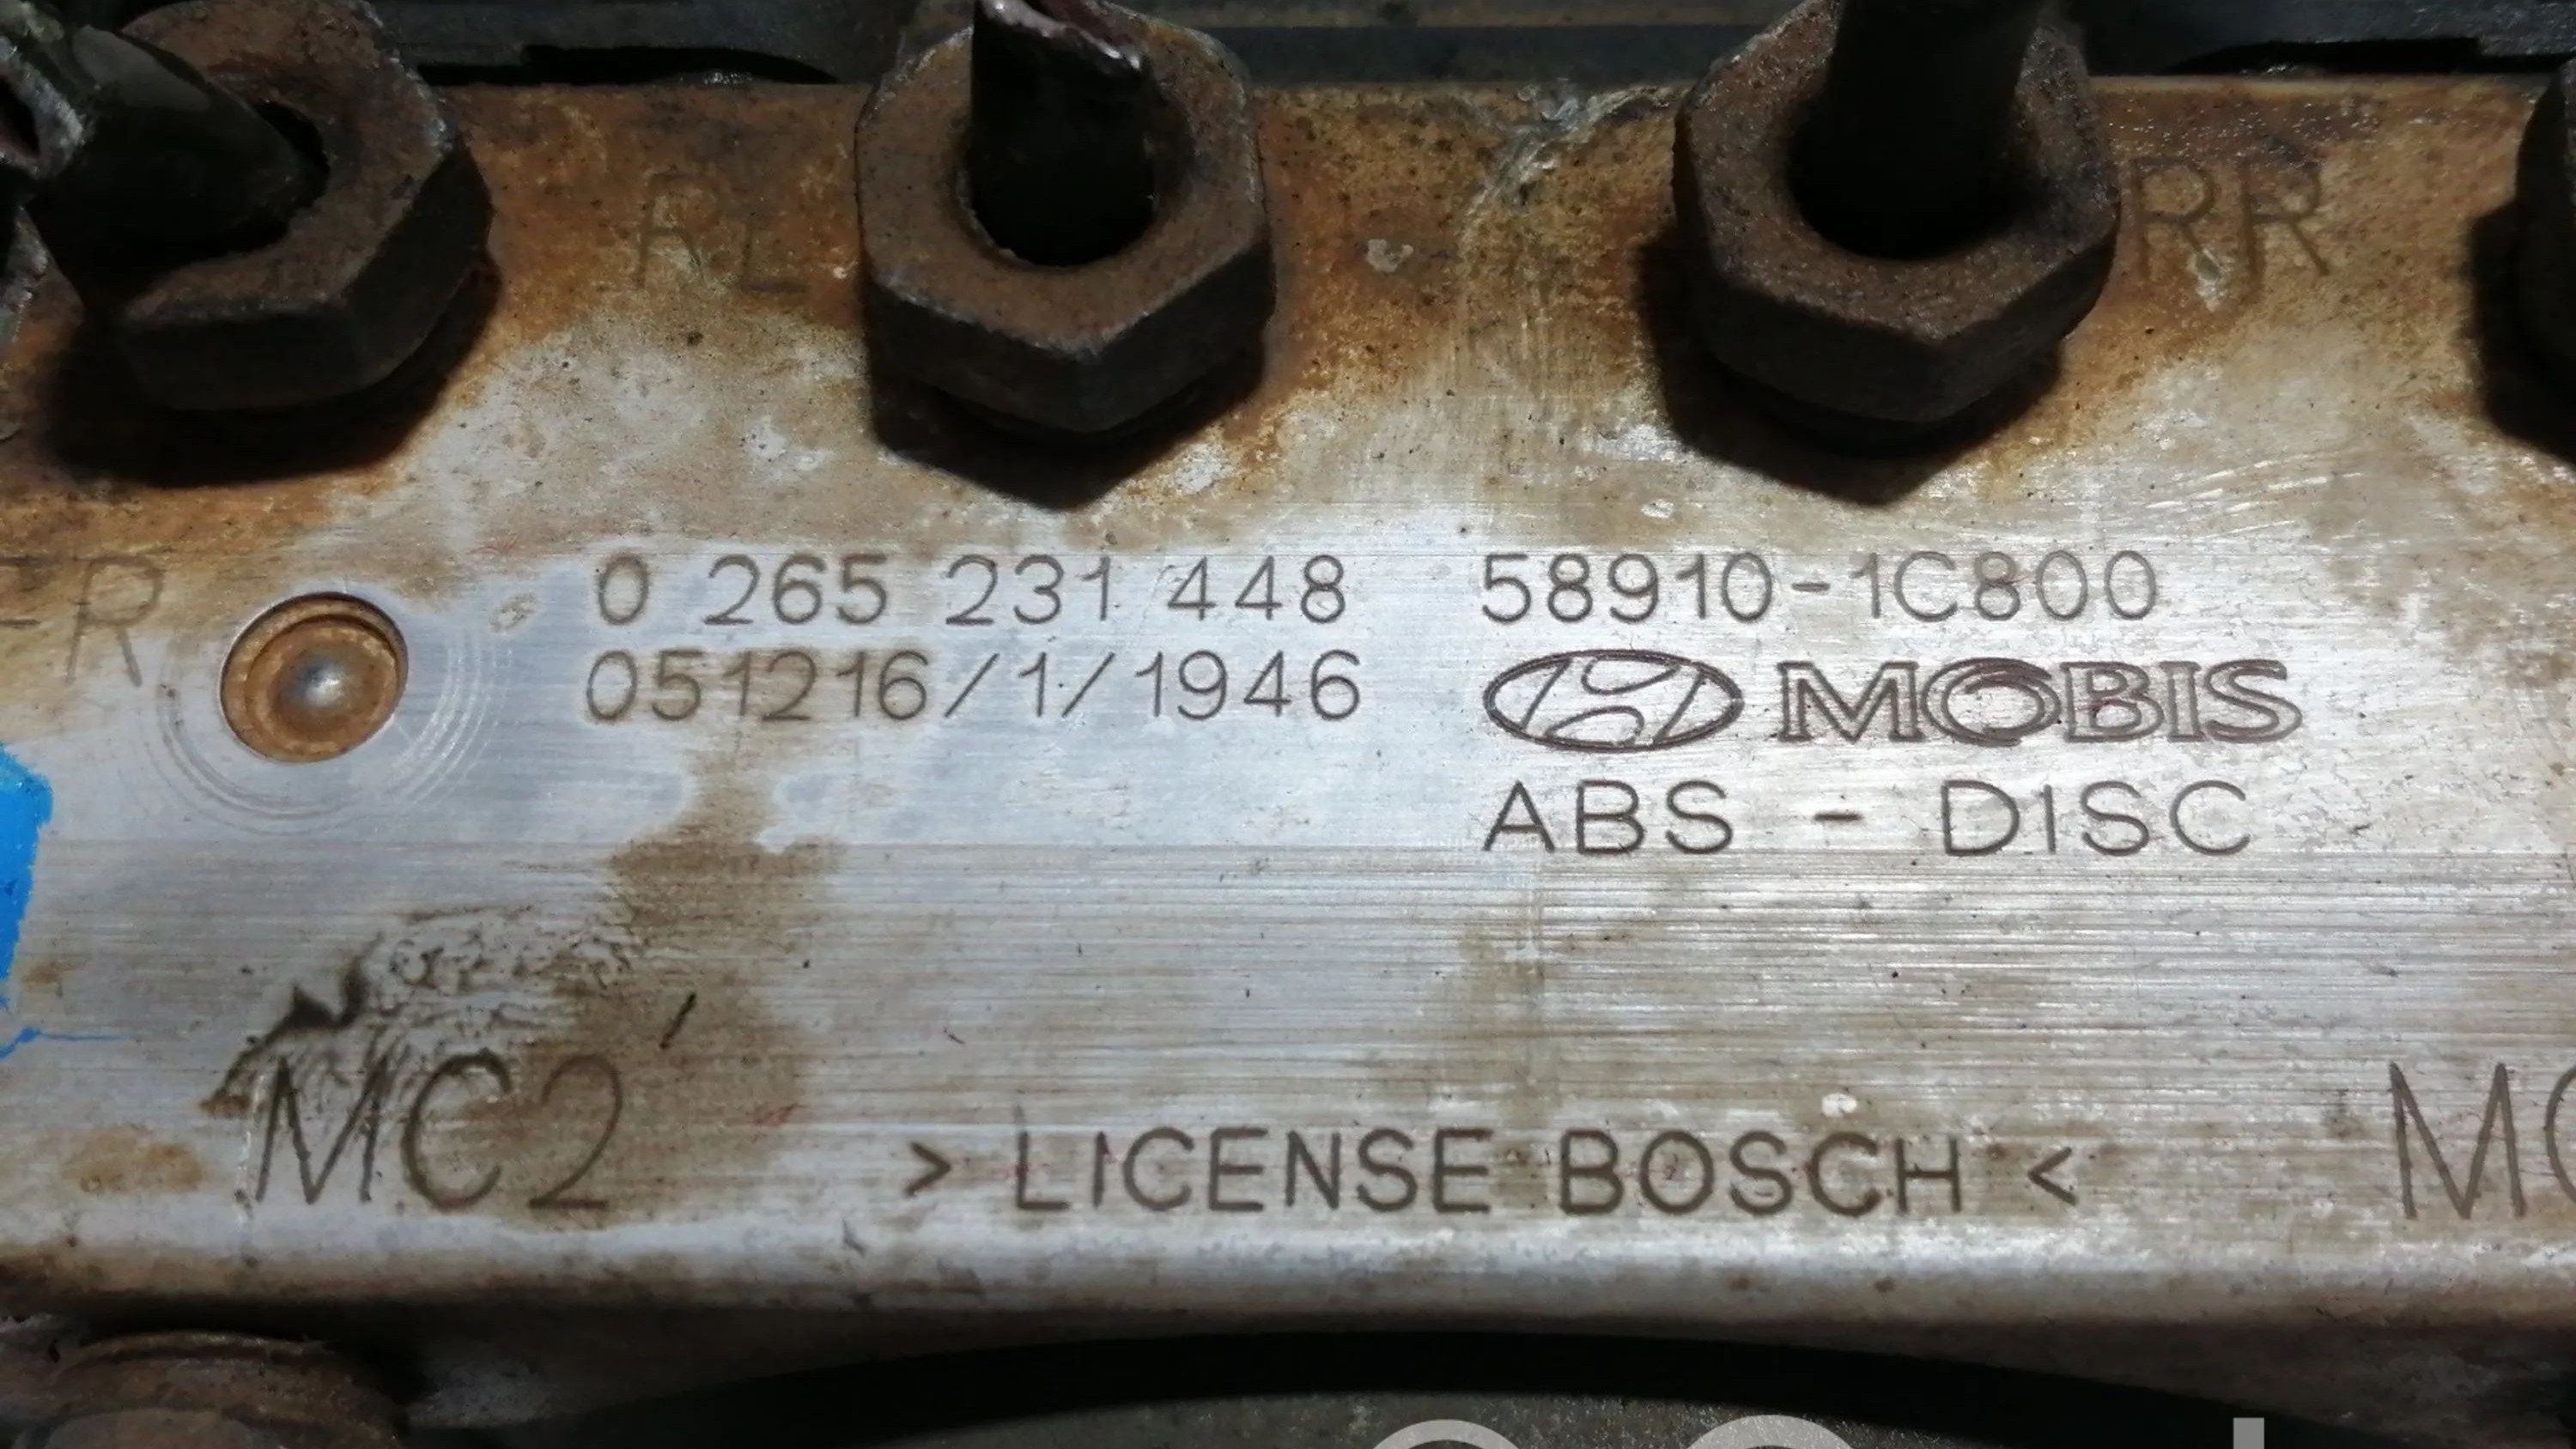 RL
RR
FR
0 265 231 448 58910-1C800
051216/1/1946 MOBIS
ABS - DISC
MC2
> LICENSE BOSCH <